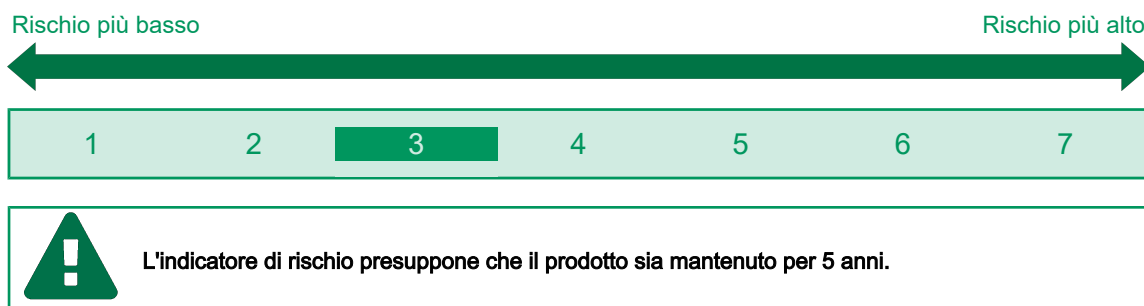 Rischio più basso Rischio più alto
1 2 3 4 5 6 7
L'indicatore di rischio presuppone che il prodotto sia mantenuto per 5 anni.